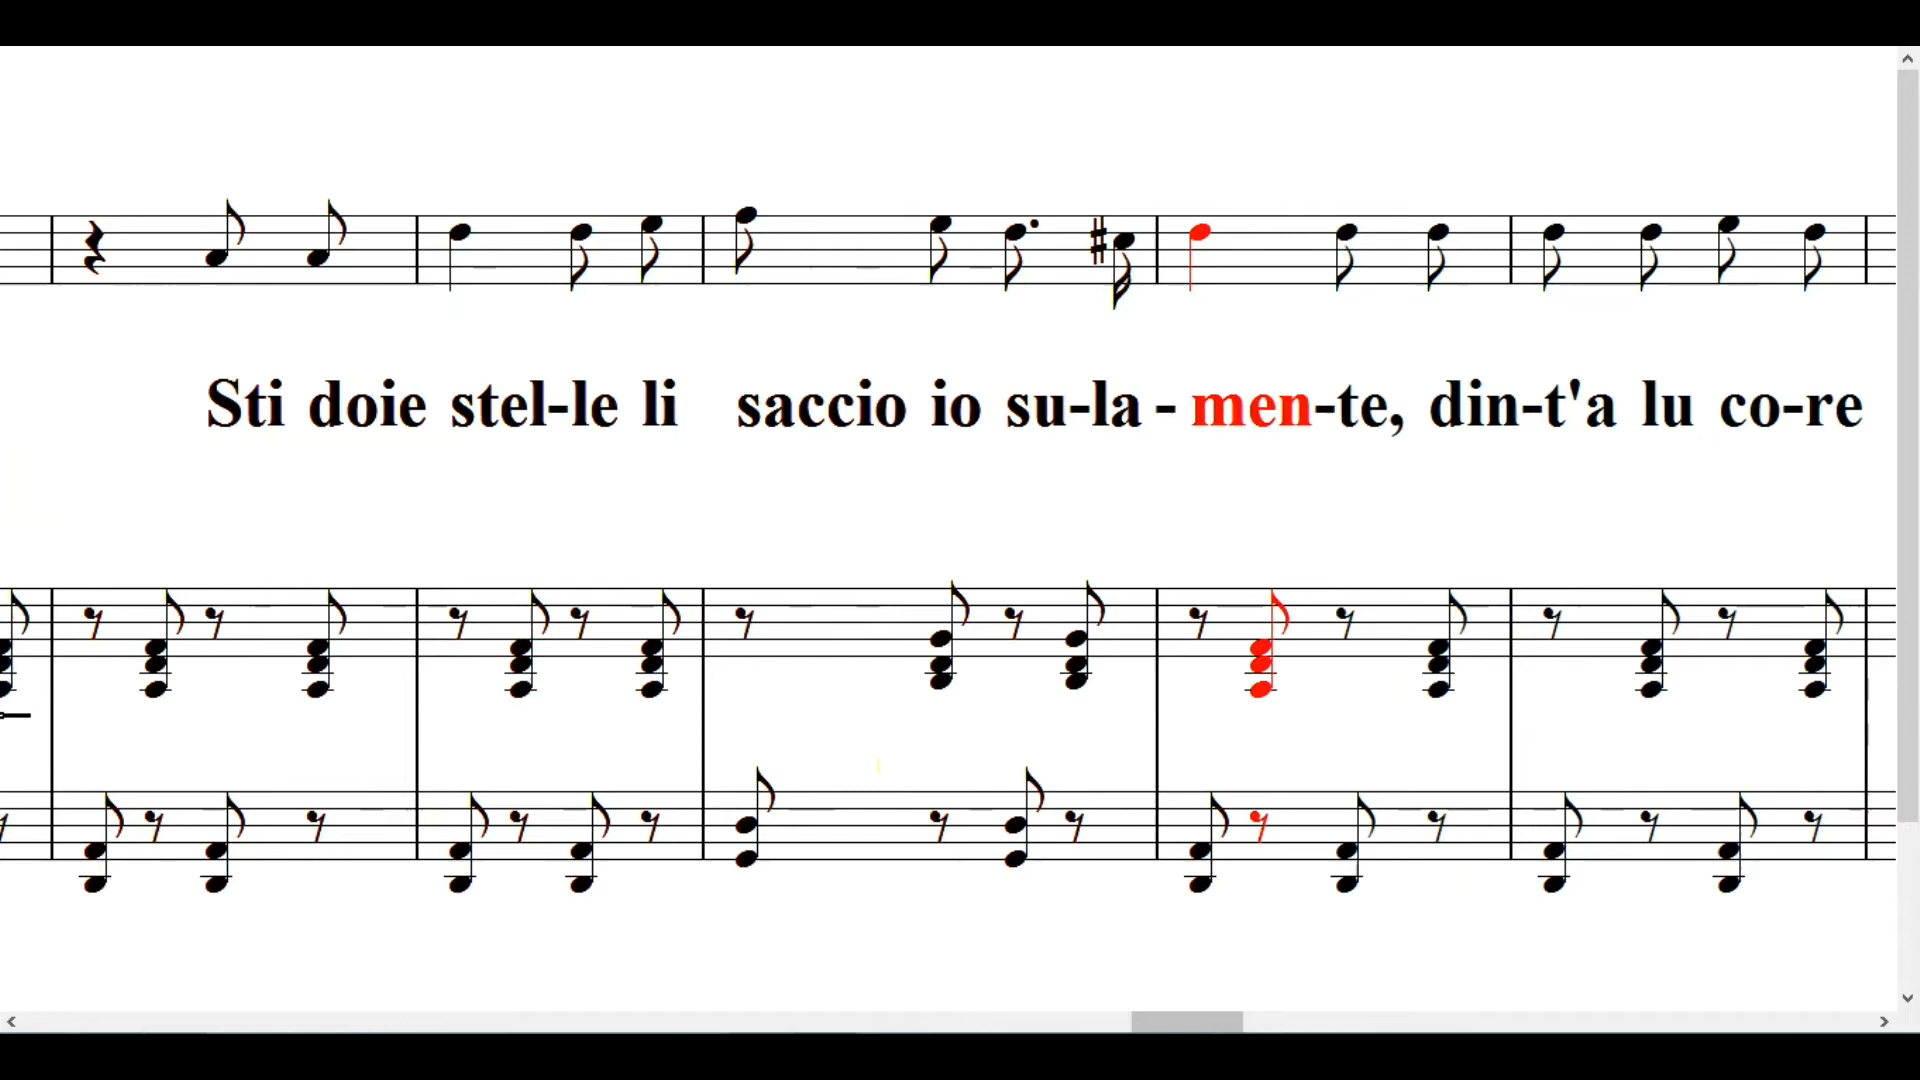 Sti doie stel-le li saccio io su-la - men-te, din-t'a lu co-re